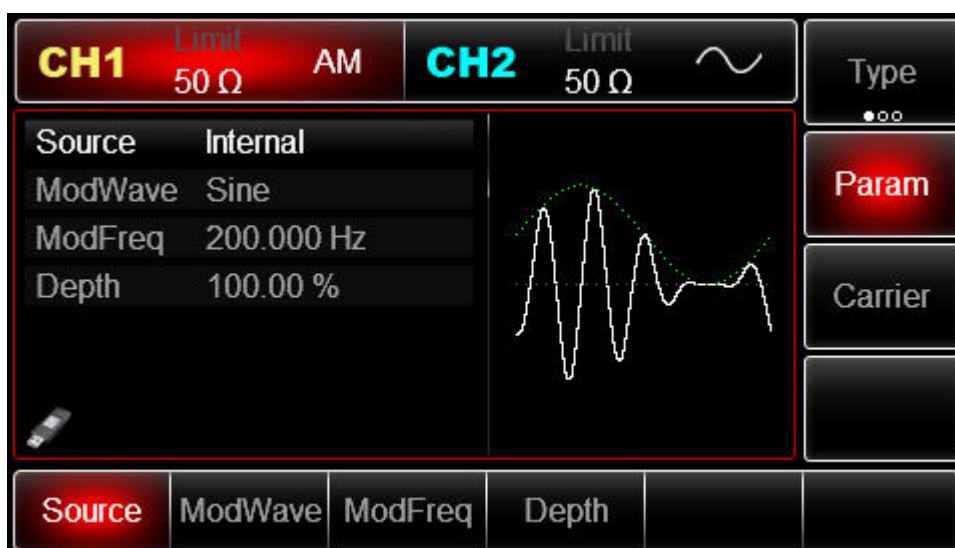 CH1 Limit 50 Ω AM CH2 Limit 50 Ω
Type
Source Internal
ModWave Sine
ModFreq 200.000 Hz
Depth 100.00 %
Param
Carrier
Source ModWave ModFreq Depth